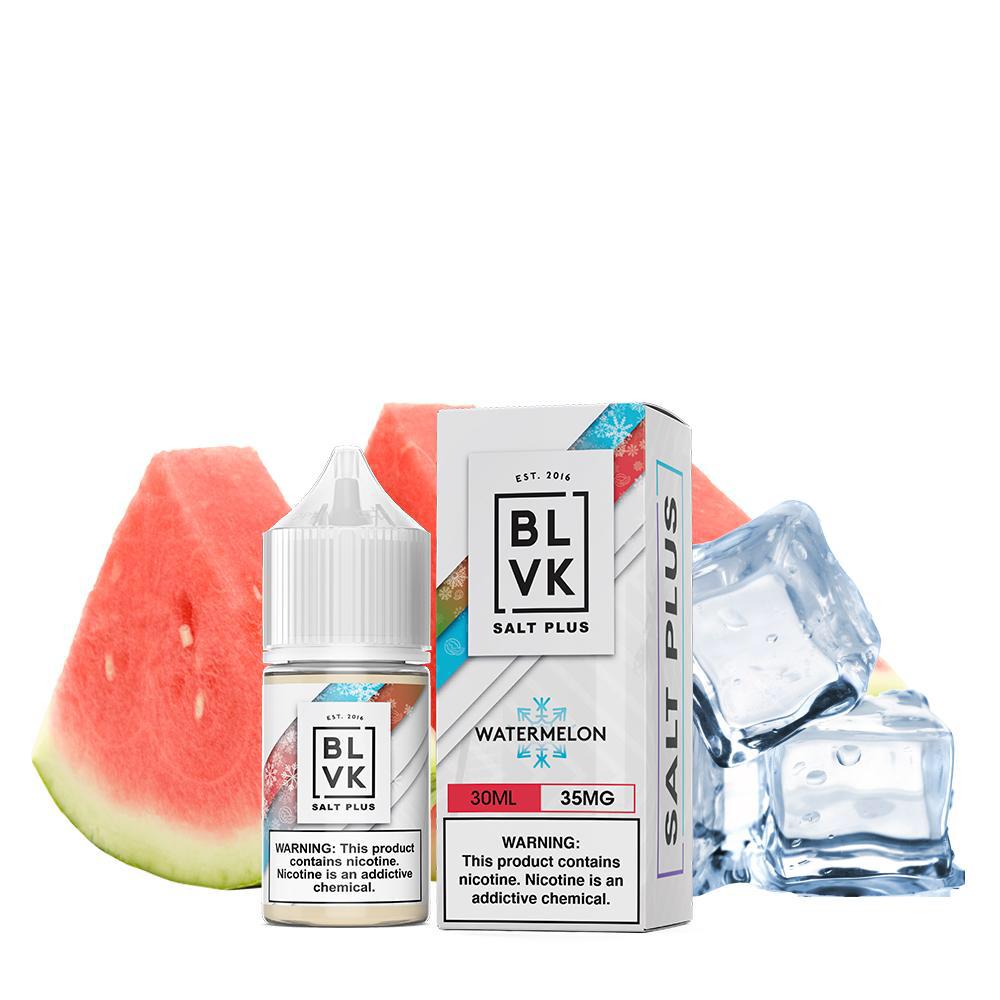 EST. 2016
BL
VK
SALT PLUS
WARNING: This product
contains nicotine.
Nicotine is an addictive
chemical.
EST. 2016
BL
VK
SALT PLUS
WATERMELON
30ML 35MG
WARNING:
This product contains
nicotine. Nicotine is an
addictive chemical.
SALT PLUS